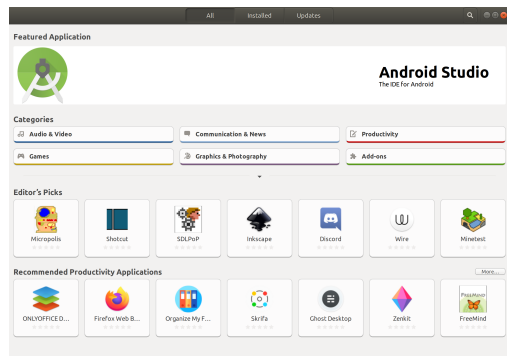 All Installed Updates
Featured Application
Android Studio
The IDE for Android
Categories
Audio & Video Communication & News Productivity
Games Graphics & Photography Add-ons
Editor's Picks
Micropolis Shotcut SDLPoP Inkscape Discord Wire Minetest
Recommended Productivity Applications More...
FREEMIND
ONLYOFFICE D... Firefox Web B... Organize My F... Skrifa Ghost Desktop Zenkit FreeMind